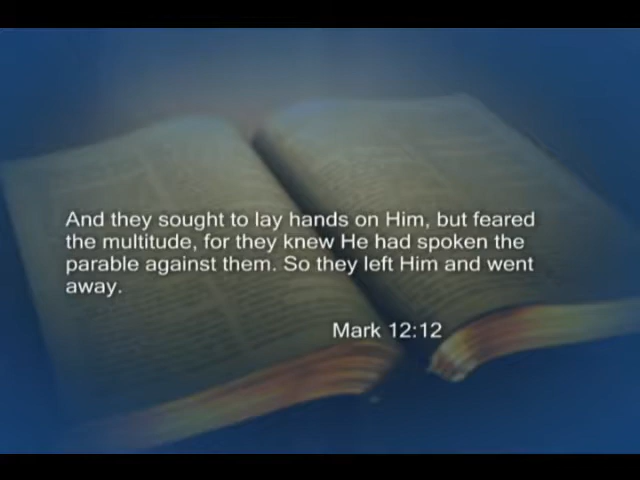 And they sought to lay hands on Him, but feared
the multitude, for they knew He had spoken the
parable against them. So they left Him and went
away.
Mark 12:12